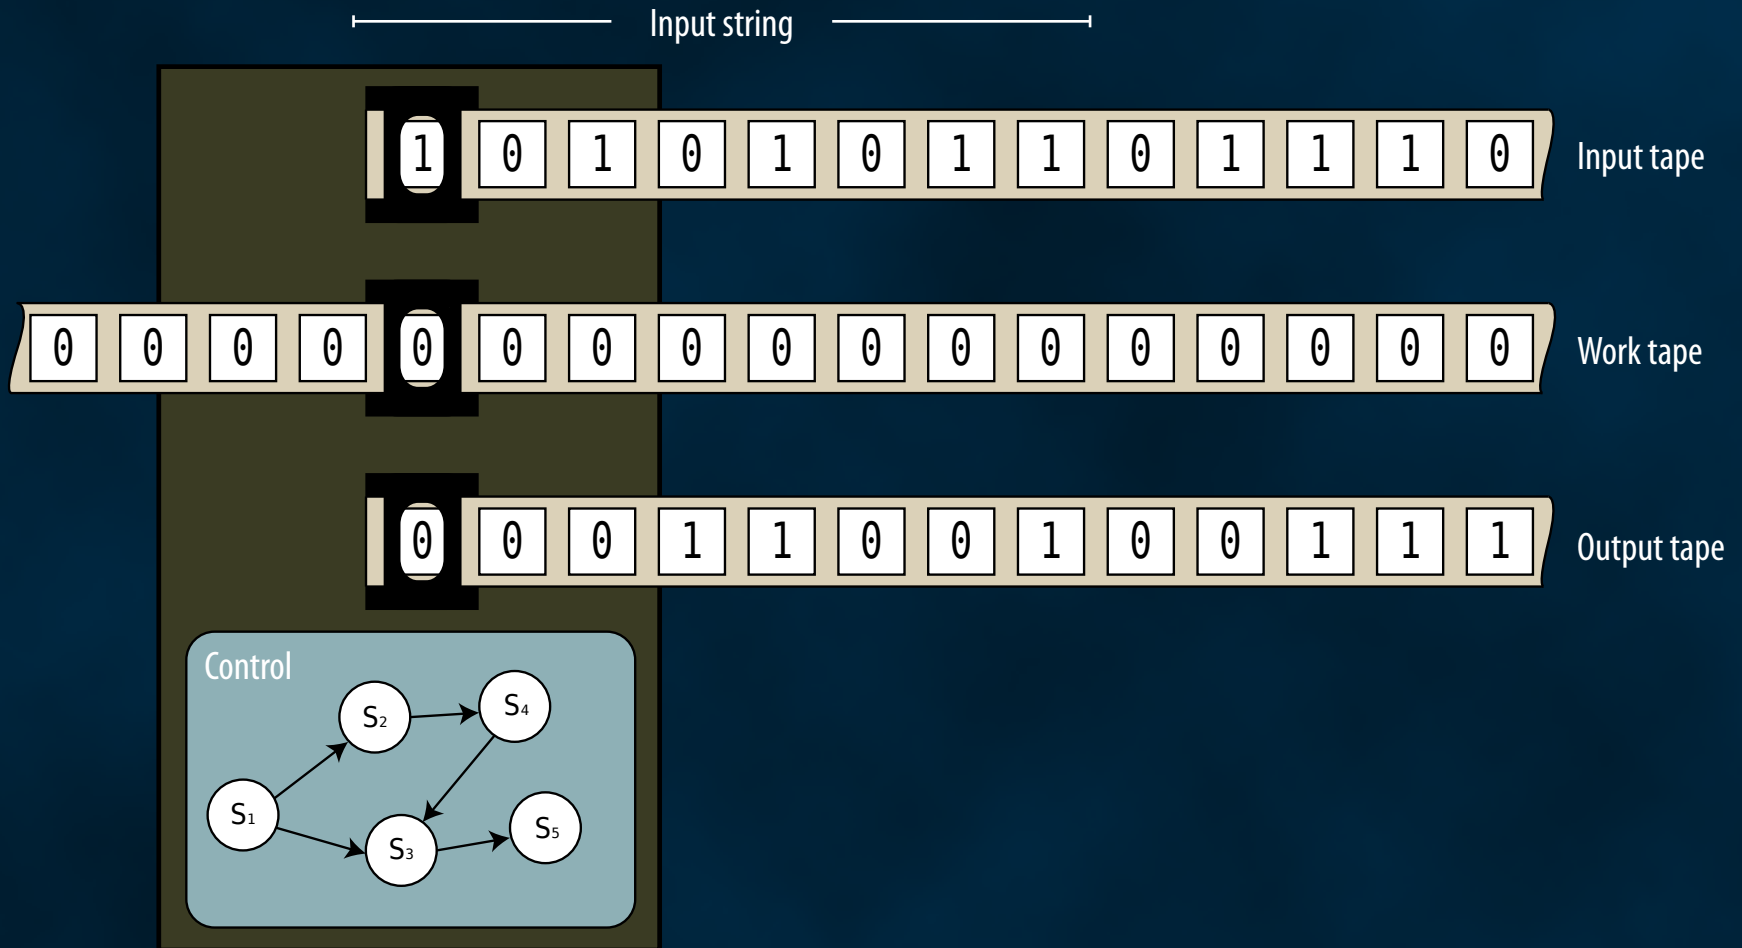 Input string
1 0 1 0 1 0 1 1 0 1 1 1 0 Input tape
0 0 0 0 0 0 0 0 0 0 0 0 0 0 0 0 0 Work tape
0 0 0 1 1 0 0 1 0 0 1 1 1 Output tape
Control
S₂ S₄
S₁ S₅
S₃